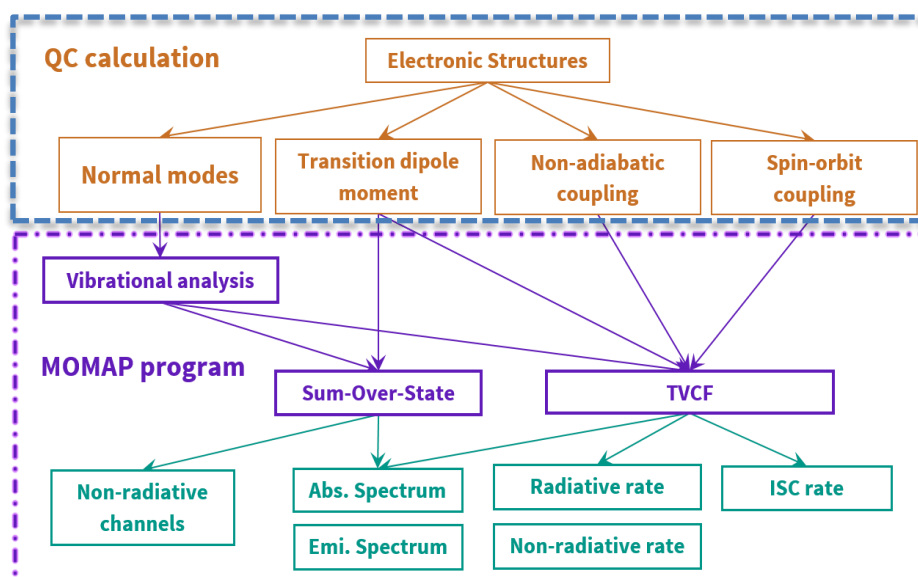 QC calculation
Electronic Structures
Normal modes
Transition dipole
moment
Non-adiabatic
coupling
Spin-orbit
coupling
Vibrational analysis
MOMAP program
Sum-Over-State
TVCF
Non-radiative
channels
Abs. Spectrum
Radiative rate
ISC rate
Emi. Spectrum
Non-radiative rate